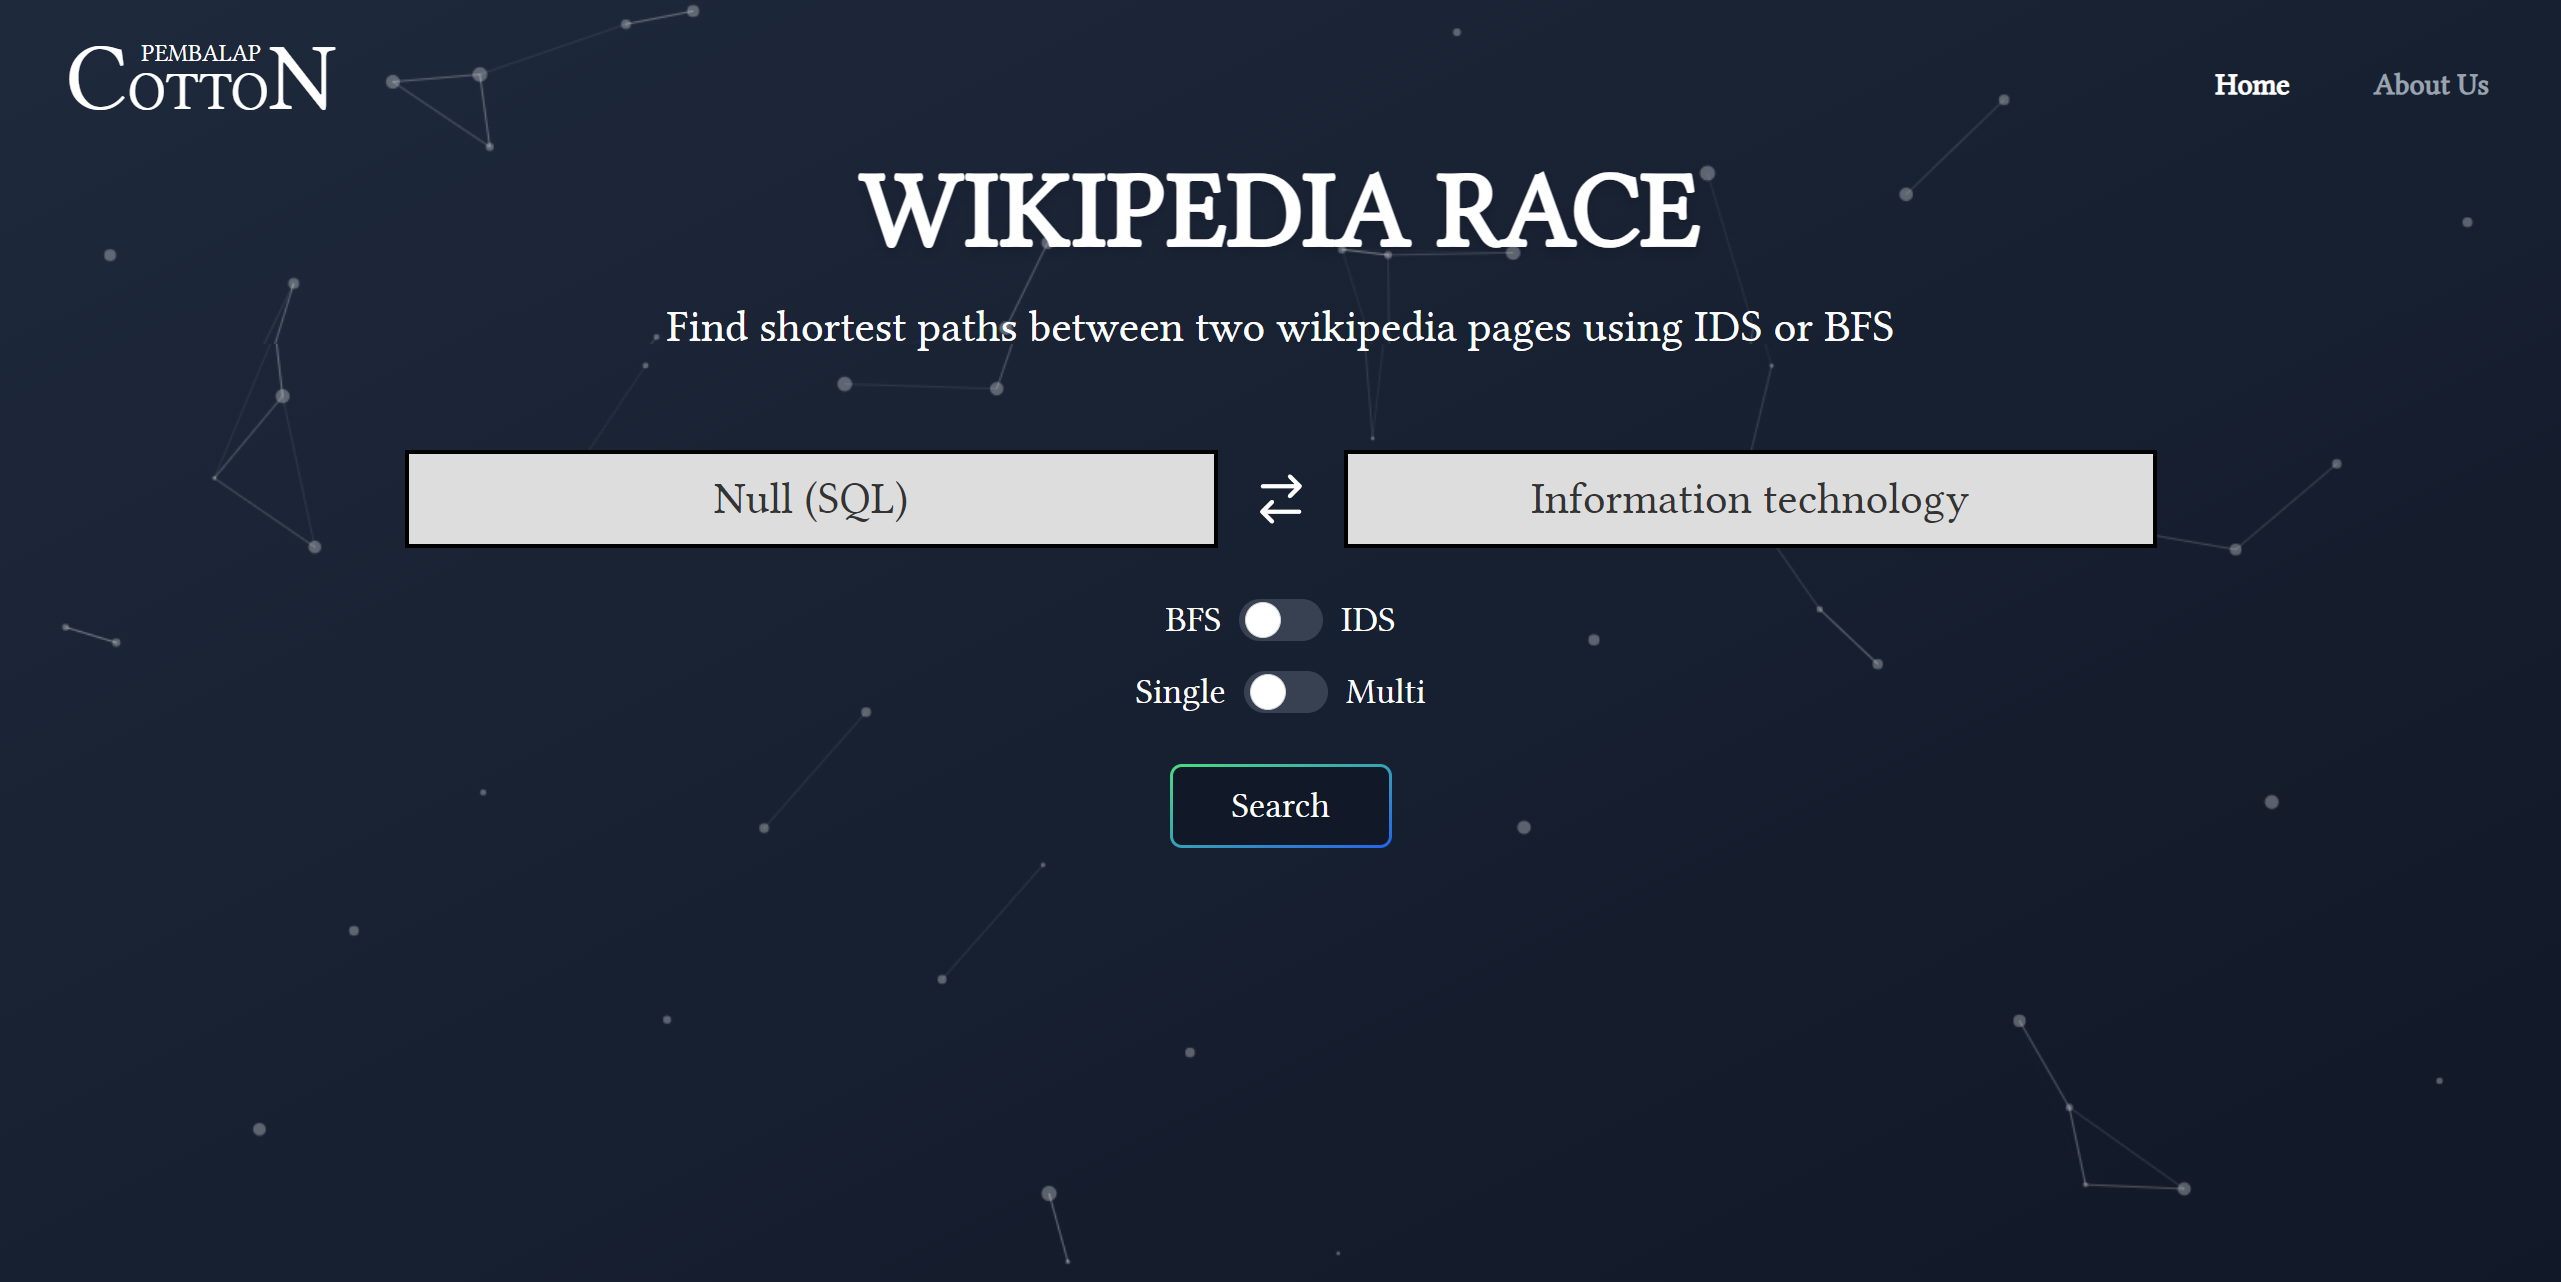 PEMBALAP
COTTON
Home
About Us
WIKIPEDIA RACE
Find shortest paths between two wikipedia pages using IDS or BFS
Null (SQL)
Information technology
BFS
IDS
Single
Multi
Search